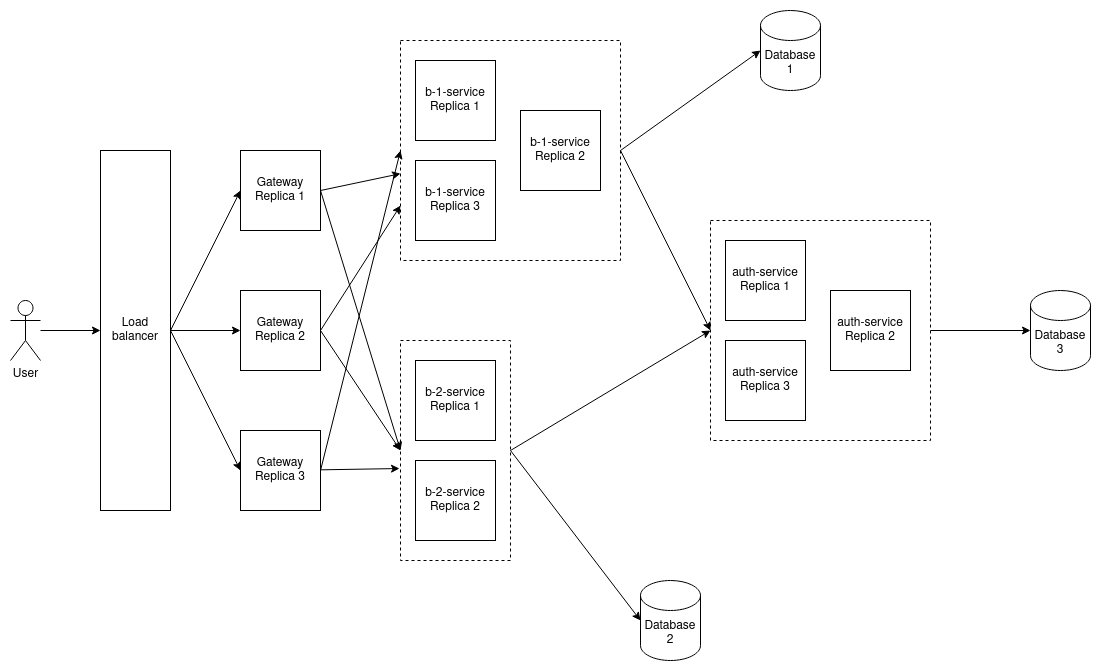 User
Load
balancer
Gateway
Replica 1
Gateway
Replica 2
Gateway
Replica 3
b-1-service
Replica 1
b-1-service
Replica 2
b-1-service
Replica 3
b-2-service
Replica 1
b-2-service
Replica 2
Database
1
auth-service
Replica 1
auth-service
Replica 2
auth-service
Replica 3
Database
3
Database
2